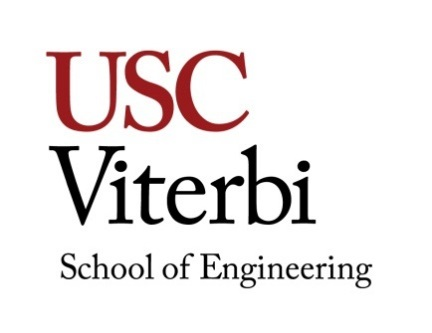 USC
Viterbi
School of Engineering